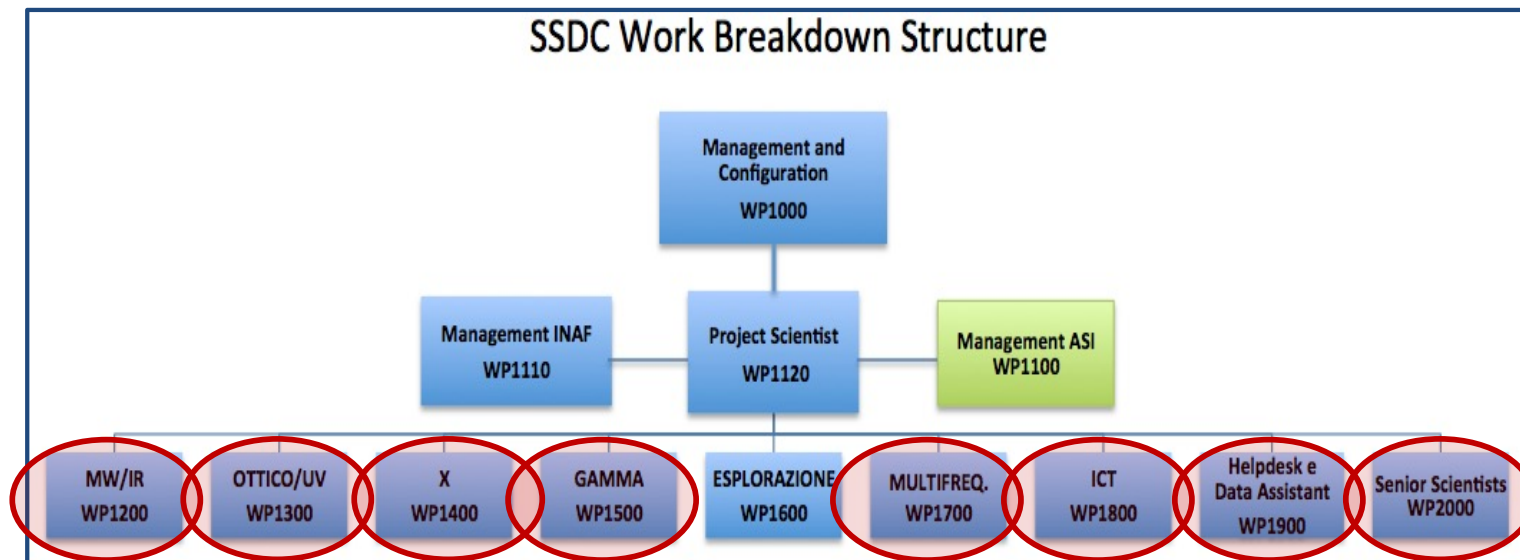 SSDC Work Breakdown Structure
Management and
Configuration
WP1000
Management INAF
WP1110
Project Scientist
WP1120
Management ASI
WP1100
MW/IR
WP1200
OTTICO/UV
WP1300
X
WP1400
GAMMA
WP1500
ESPLORAZIONE
WP1600
MULTIFREQ.
WP1700
ICT
WP1800
Helpdesk e
Data Assistant
WP1900
Senior Scientists
WP2000